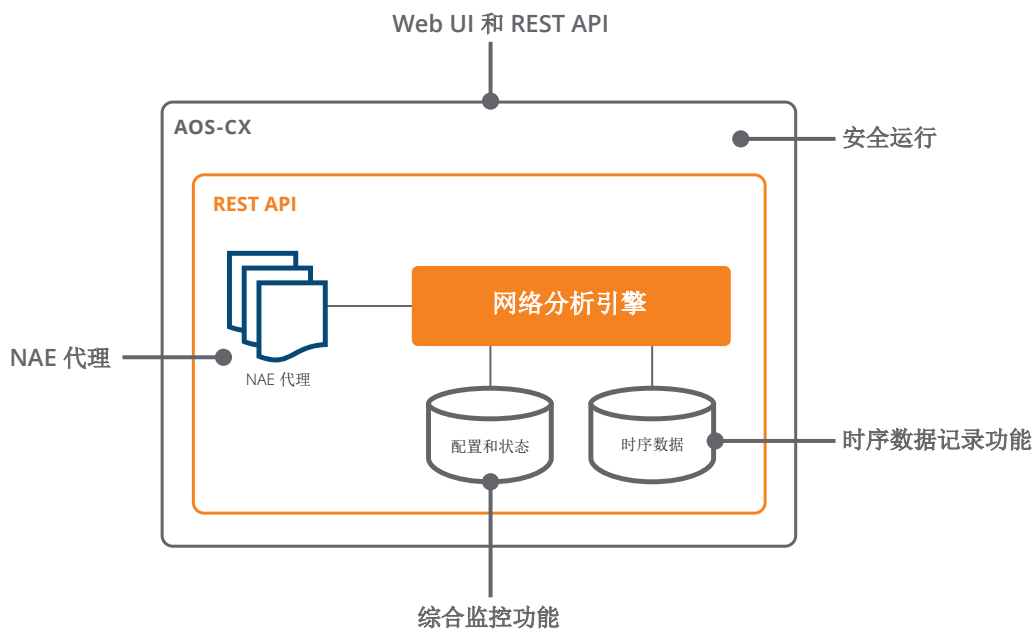 Web UI 和 REST API
AOS-CX
安全运行
REST API
网络分析引擎
NAE 代理
NAE 代理
配置和状态
时序数据
时序数据记录功能
综合监控功能